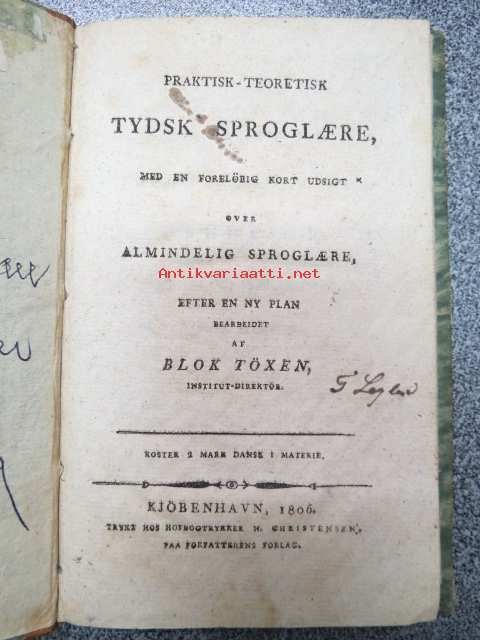 PRAKTISK-TEORETISK
TYDSK SPROGLÆRE,
MED EN FORELÖBIG KORT UDSIGT
OVER
ALMINDELIG SPROGLÆRE,
Antikvariaatti.net
EFTER EN NY PLAN
BEARBEIDET
AF
BLOK TÖXEN,
INSTITUT-DIREKTÖR.
KOSTER 2 MARK DANSK I MATERIE.
KIÖBENHAVN, 1806.
TRYKT HOS HOFBOGTRYKKER H. CHRISTENSEN,
PAA FORFATTERENS FORLAG.